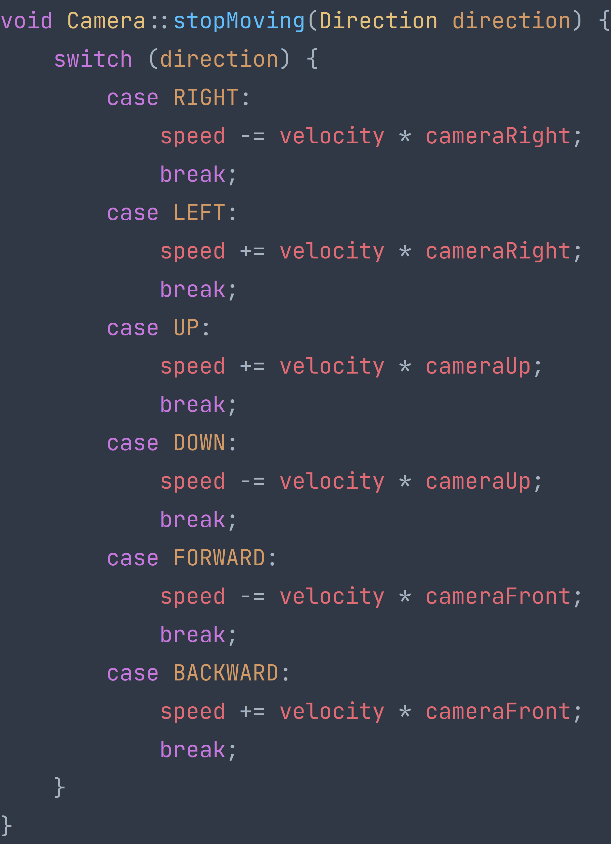 void Camera::stopMoving(Direction direction) {
    switch (direction) {
        case RIGHT:
            speed -= velocity * cameraRight;
            break;
        case LEFT:
            speed += velocity * cameraRight;
            break;
        case UP:
            speed += velocity * cameraUp;
            break;
        case DOWN:
            speed -= velocity * cameraUp;
            break;
        case FORWARD:
            speed -= velocity * cameraFront;
            break;
        case BACKWARD:
            speed += velocity * cameraFront;
            break;
    }
}